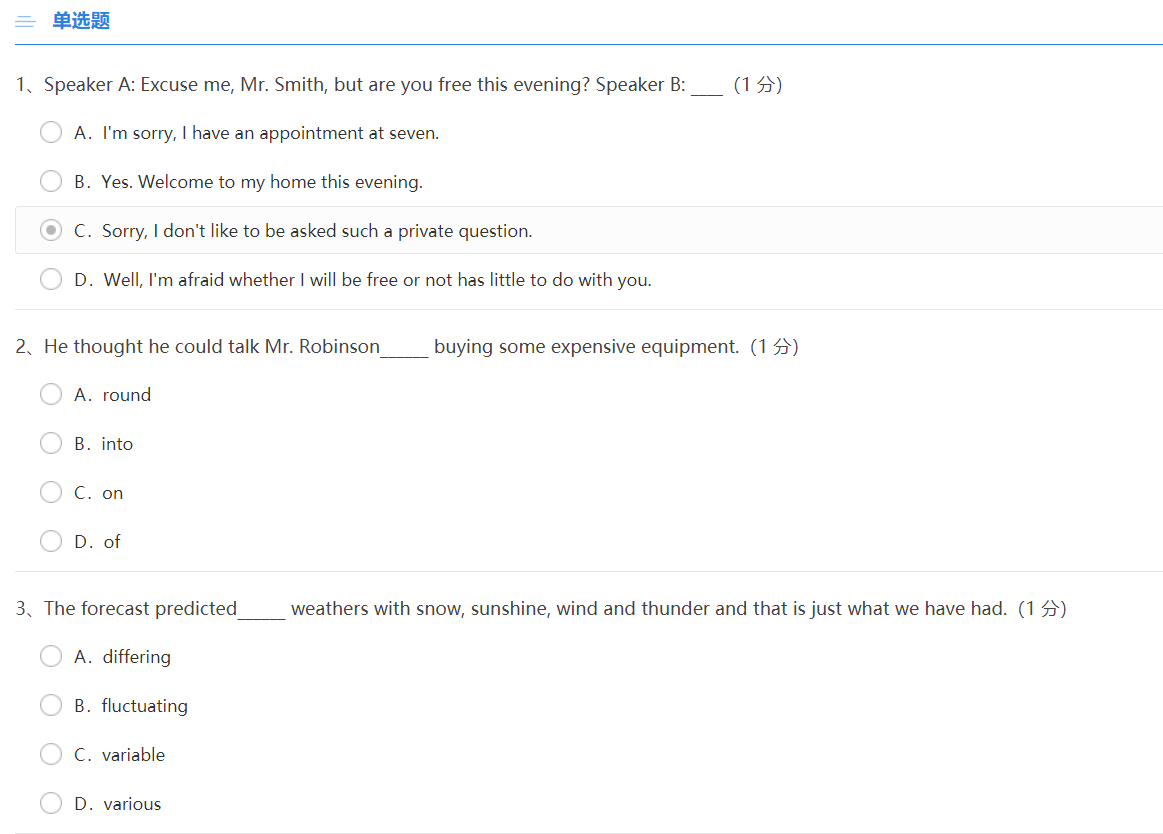 单选题
1、Speaker A: Excuse me, Mr. Smith, but are you free this evening? Speaker B: ____ (1 分)
A. I'm sorry, I have an appointment at seven.
B. Yes. Welcome to my home this evening.
C. Sorry, I don't like to be asked such a private question.
D. Well, I'm afraid whether I will be free or not has little to do with you.
2、He thought he could talk Mr. Robinson______ buying some expensive equipment. (1 分)
A. round
B. into
C. on
D. of
3、The forecast predicted______ weathers with snow, sunshine, wind and thunder and that is just what we have had. (1 分)
A. differing
B. fluctuating
C. variable
D. various